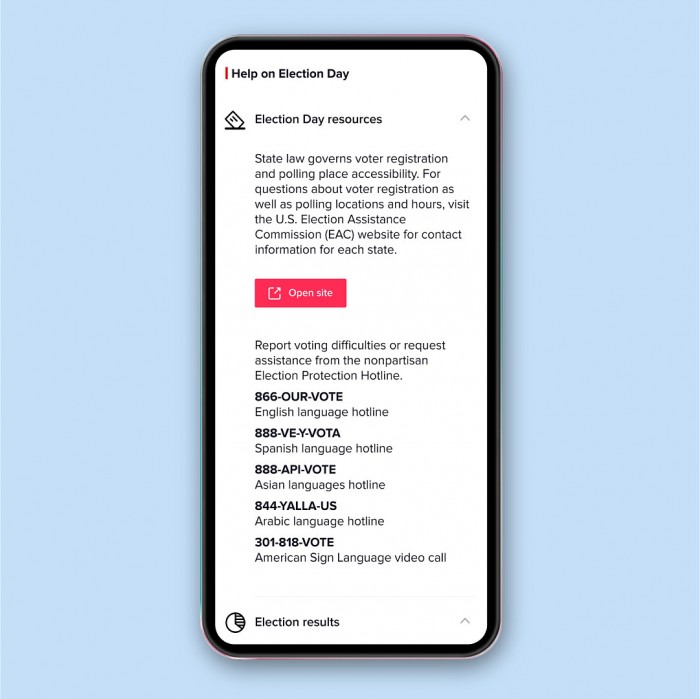 Help on Election Day
Election Day resources
State law governs voter registration
and polling place accessibility. For
questions about voter registration as
well as polling locations and hours, visit
the U.S. Election Assistance
Commission (EAC) website for contact
information for each state.
Open site
Report voting difficulties or request
assistance from the nonpartisan
Election Protection Hotline.
866-OUR-VOTE
English language hotline
888-VE-Y-VOTA
Spanish language hotline
888-API-VOTE
Asian languages hotline
844-YALLA-US
Arabic language hotline
301-818-VOTE
American Sign Language video call
Election results